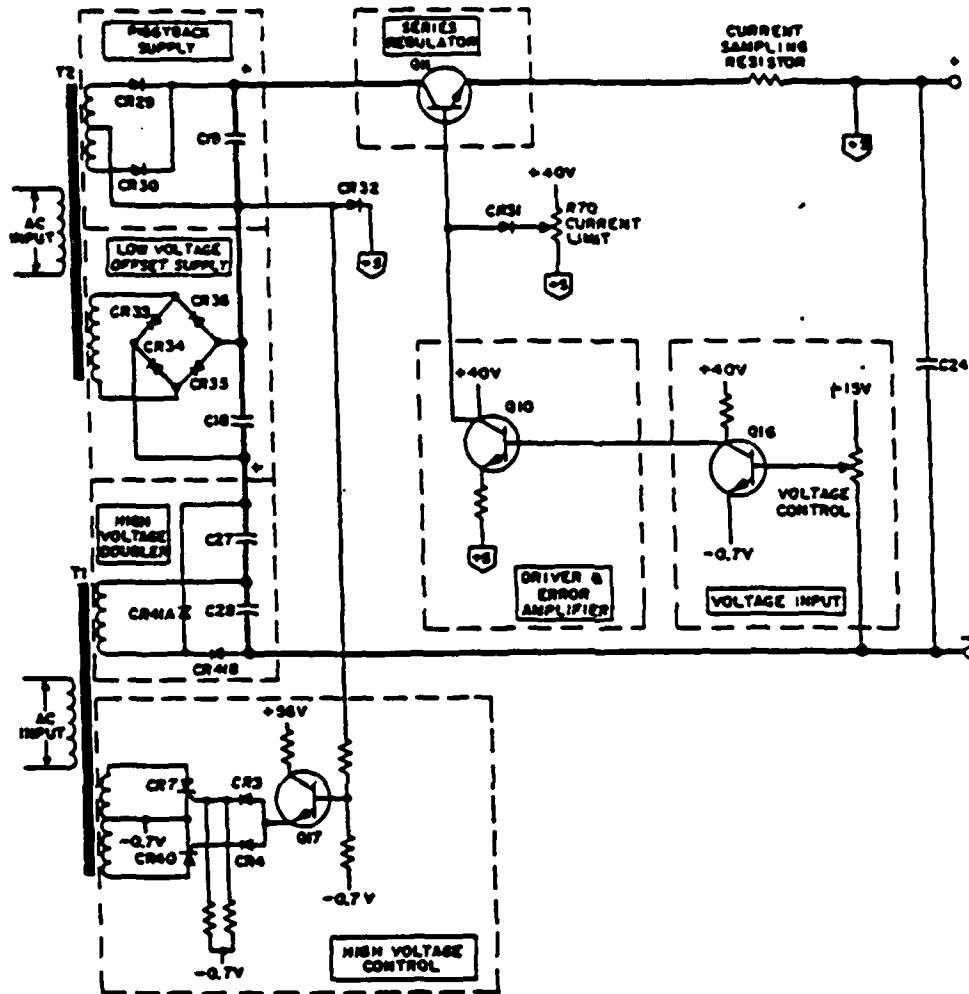 PIGGYBACK
SUPPLY
SERIES
REGULATOR
Q11
CURRENT
SAMPLING
RESISTOR
+
+
T2
CR29
C19
+S
CR30
CR32
+40V
AC
INPUT
CR31
R70
CURRENT
LIMIT
LOW VOLTAGE
OFFSET SUPPLY
+S
+S
CR33
CR36
CR34
CR35
+40V
+40V
C24
Q10
Q16
+15V
C18
+
VOLTAGE
CONTROL
HIGH
VOLTAGE
DOUBLER
C27
-0.7V
+S
T1
CR41A
C28
DRIVER &
ERROR
AMPLIFIER
VOLTAGE INPUT
CR41B
-
AC
INPUT
+36V
CR7
CR3
Q17
-0.7V
CR40
CR4
-0.7V
-0.7V
HIGH VOLTAGE
CONTROL